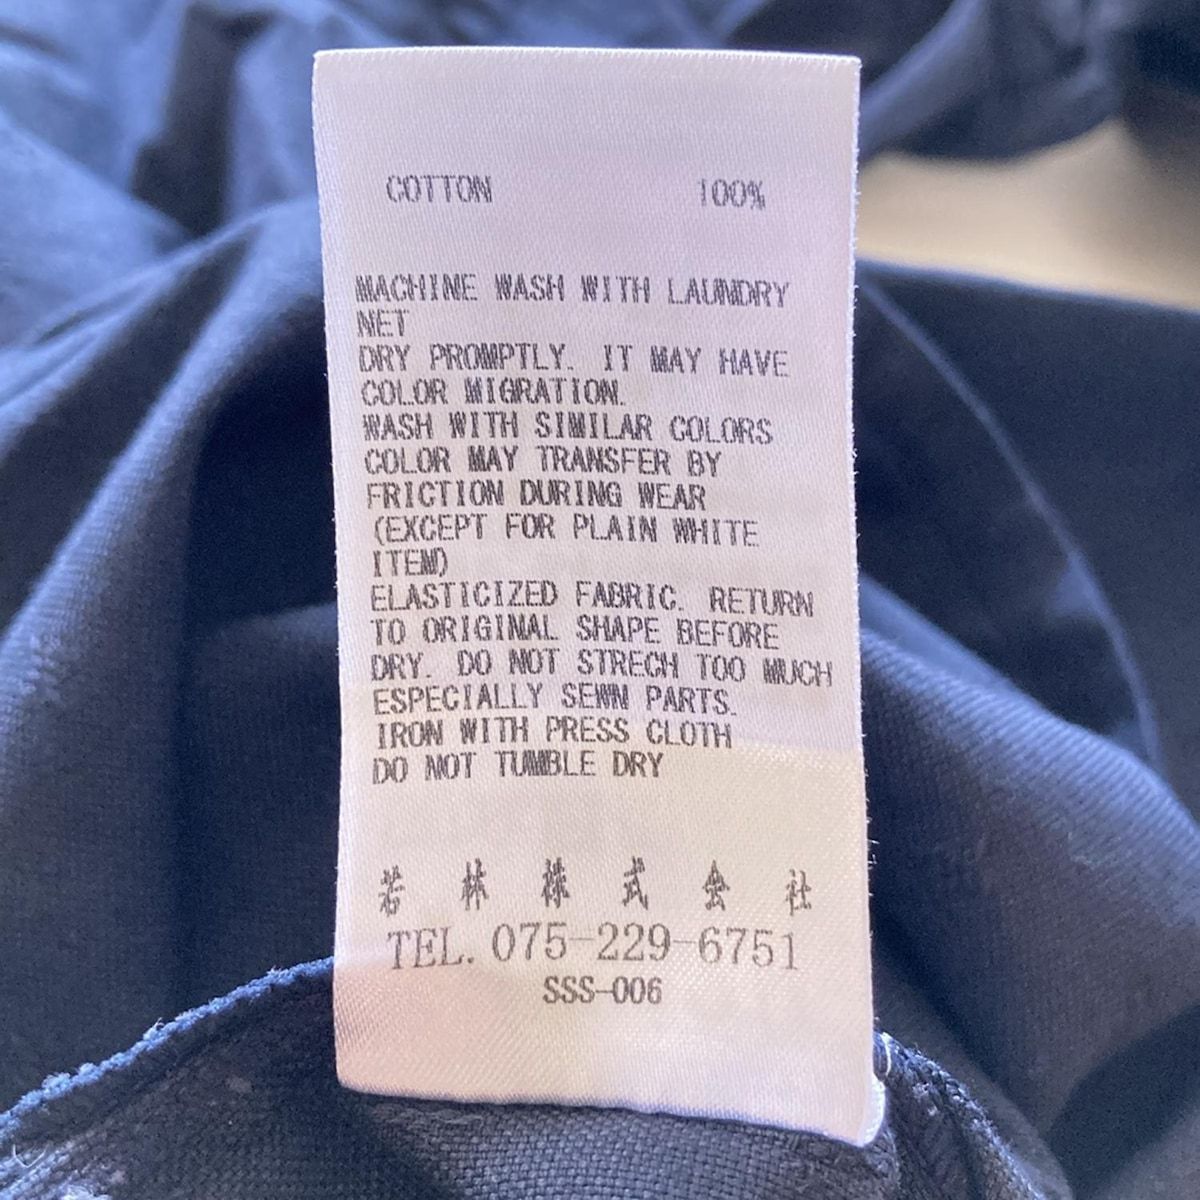 COTTON 100%
MACHINE WASH WITH LAUNDRY
NET
DRY PROMPTLY. IT MAY HAVE
COLOR MIGRATION.
WASH WITH SIMILAR COLORS
COLOR MAY TRANSFER BY
FRICTION DURING WEAR
(EXCEPT FOR PLAIN WHITE
ITEM)
ELASTICIZED FABRIC. RETURN
TO ORIGINAL SHAPE BEFORE
DRY. DO NOT STRECH TOO MUCH
ESPECIALLY SEWN PARTS.
IRON WITH PRESS CLOTH
DO NOT TUMBLE DRY
若林株式会社
TEL. 075-229-6751
SSS-006